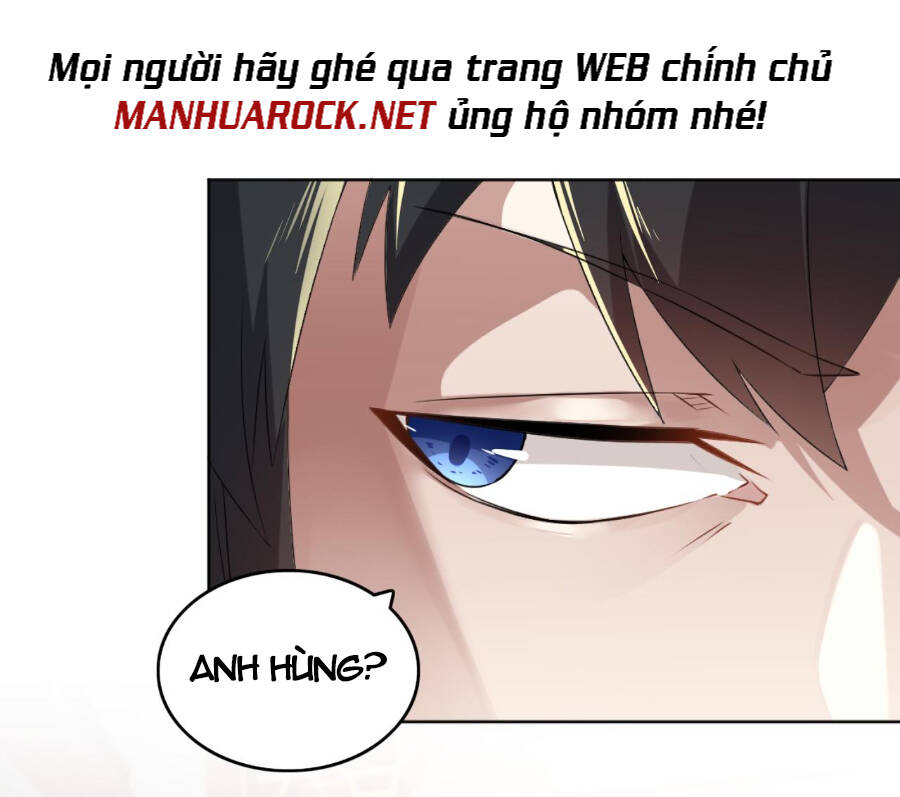 Mọi người hãy ghé qua trang WEB chính chủ
MANHUAROCK.NET ủng hộ nhóm nhé!
ANH HÙNG?